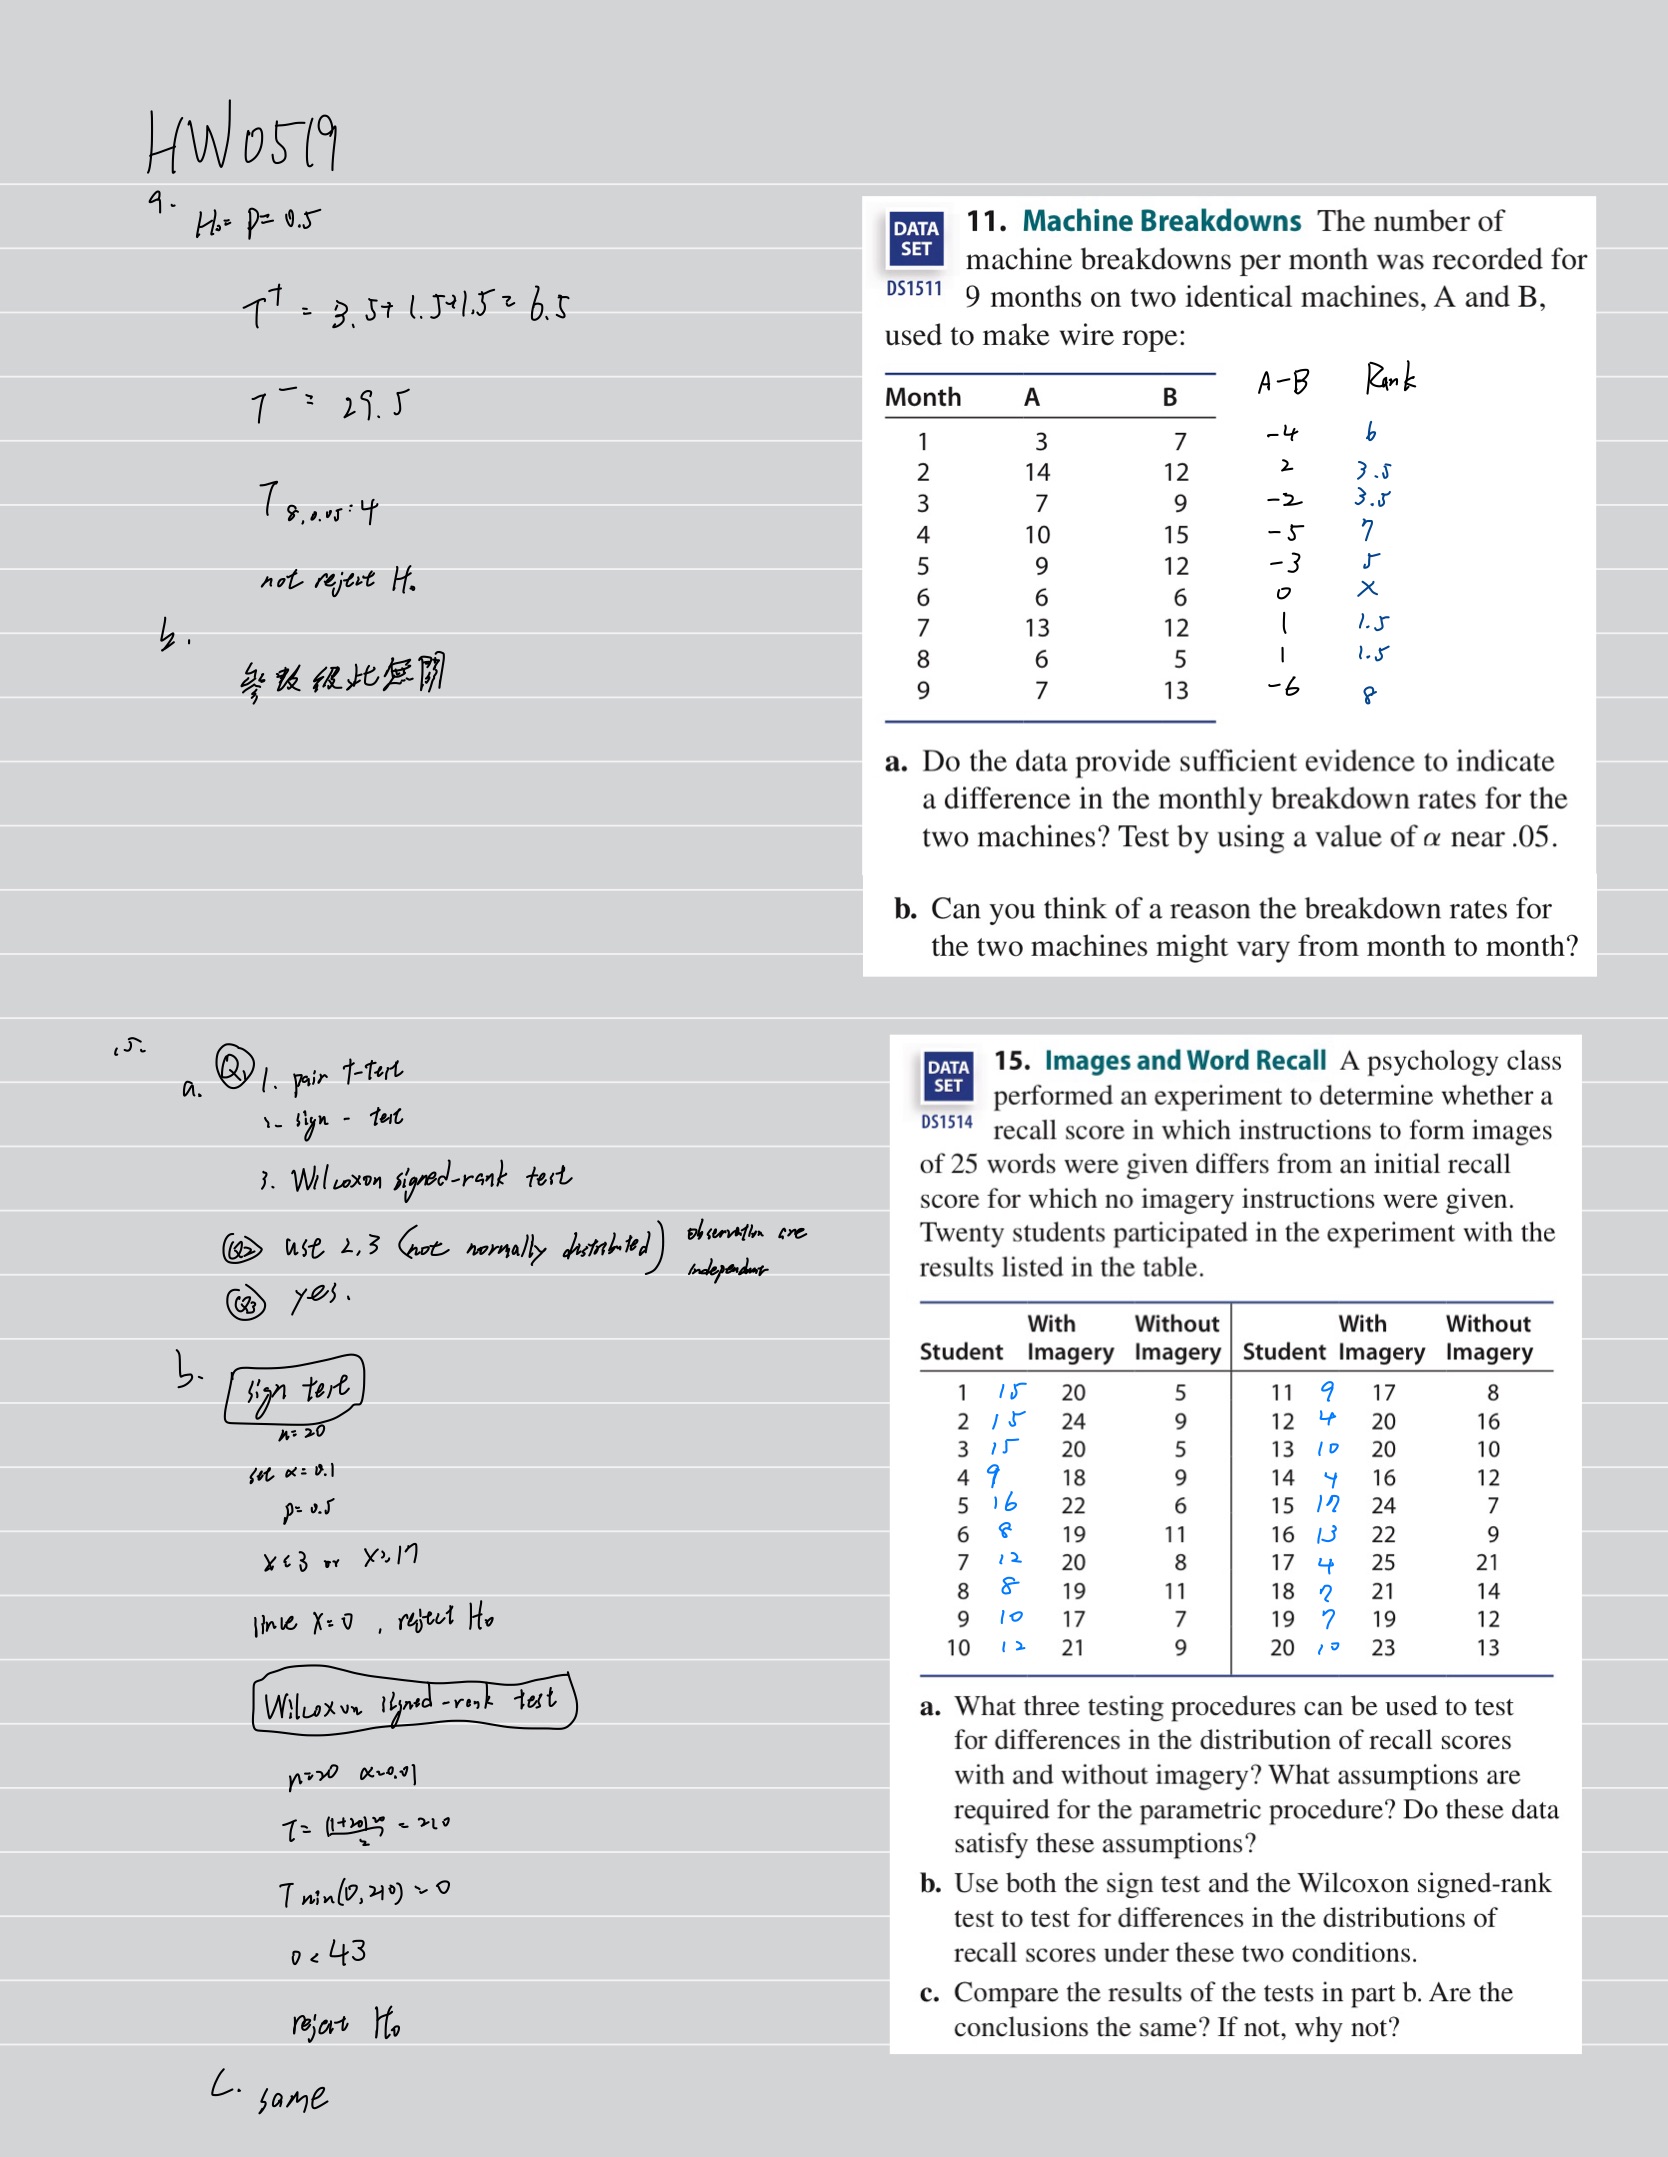 HW0519
a.
H₀= P= 0.5
T⁺ = 3.5+ 1.5+1.5= 6.5
T⁻ = 29.5
T 8,0.05:4
not reject H₀
b.
參數彼此無關
DATA SET
DS1511
11. Machine Breakdowns The number of
machine breakdowns per month was recorded for
9 months on two identical machines, A and B,
used to make wire rope:
Month A B A-B Rank
1 3 7 -4 6
2 14 12 2 3.5
3 7 9 -2 3.5
4 10 15 -5 7
5 9 12 -3 5
6 6 6 0 X
7 13 12 1 1.5
8 6 5 1 1.5
9 7 13 -6 8
a. Do the data provide sufficient evidence to indicate
a difference in the monthly breakdown rates for the
two machines? Test by using a value of α near .05.
b. Can you think of a reason the breakdown rates for
the two machines might vary from month to month?
15.
a. Q1 1. pair t-test
2- sign - test
3. Wilcoxon signed-rank test
Q2 use 2,3 (not normally distributed) observation are
independent
Q3 yes.
b.
sign test
n= 20
set α= 0.1
p= 0.5
x≤3 or x≥17
since X=0 , reject H₀
Wilcoxon signed-rank test
n=20 α=0.01
T= (1+20)20/2 = 210
T min(0,210) = 0
0 < 43
reject H₀
C. same
DATA SET
DS1514
15. Images and Word Recall A psychology class
performed an experiment to determine whether a
recall score in which instructions to form images
of 25 words were given differs from an initial recall
score for which no imagery instructions were given.
Twenty students participated in the experiment with the
results listed in the table.
With Without With Without
Student Imagery Imagery Student Imagery Imagery
1 15 20 5 11 9 17 8
2 15 24 9 12 4 20 16
3 15 20 5 13 10 20 10
4 9 18 9 14 4 16 12
5 16 22 6 15 17 24 7
6 8 19 11 16 13 22 9
7 12 20 8 17 4 25 21
8 8 19 11 18 7 21 14
9 10 17 7 19 7 19 12
10 12 21 9 20 10 23 13
a. What three testing procedures can be used to test
for differences in the distribution of recall scores
with and without imagery? What assumptions are
required for the parametric procedure? Do these data
satisfy these assumptions?
b. Use both the sign test and the Wilcoxon signed-rank
test to test for differences in the distributions of
recall scores under these two conditions.
c. Compare the results of the tests in part b. Are the
conclusions the same? If not, why not?